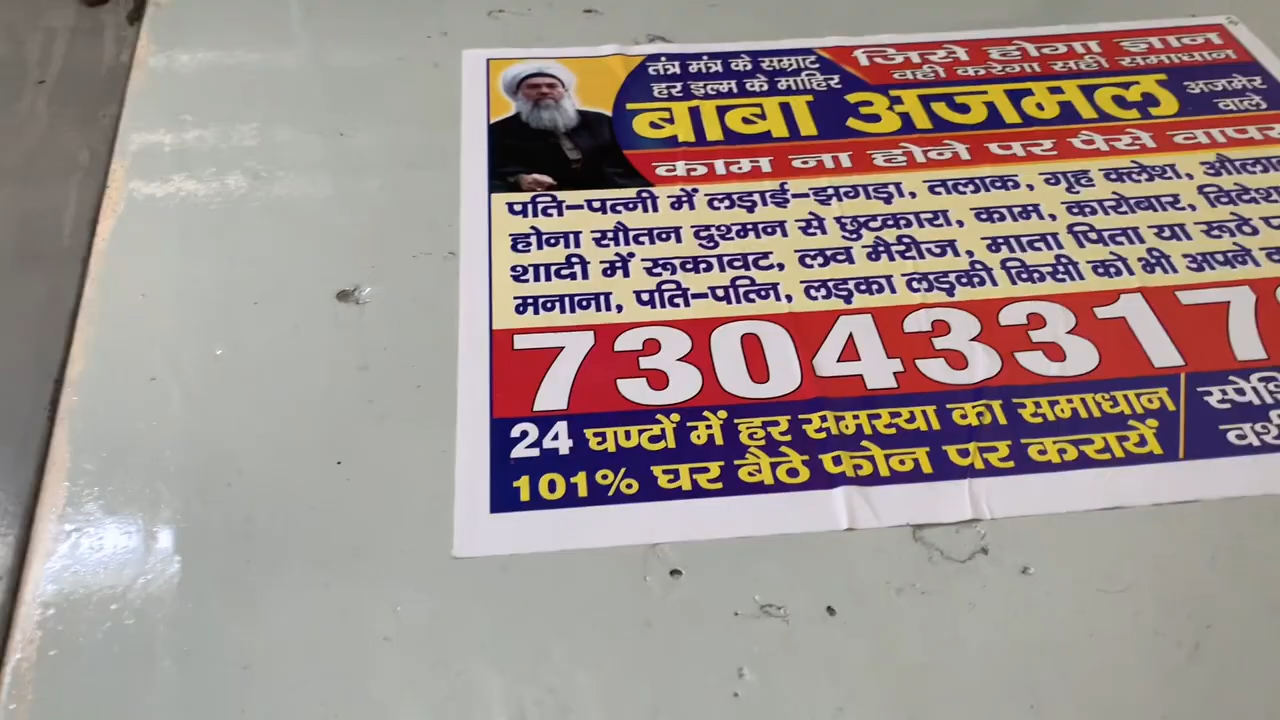 तंत्र मंत्र के सम्राट
हर इल्म के माहिर
जिसे होगा ज्ञान
वही करेगा सही समाधान
बाबा अजमल
अजमेर
वाले
काम ना होने पर पैसे
पति-पत्नी में लड़ाई-झगड़ा, तलाक, गृह क्लेश,
होना सौतन दुश्मन से छुटकारा, काम, कारोबार,
शादी में रूकावट, लव मैरीज, माता पिता या रूठे
मनाना, पति-पत्नि, लड़का लड़की किसी को भी अपने
73043317
24 घण्टों में हर समस्या का समाधान
101% घर बैठे फोन पर करायें